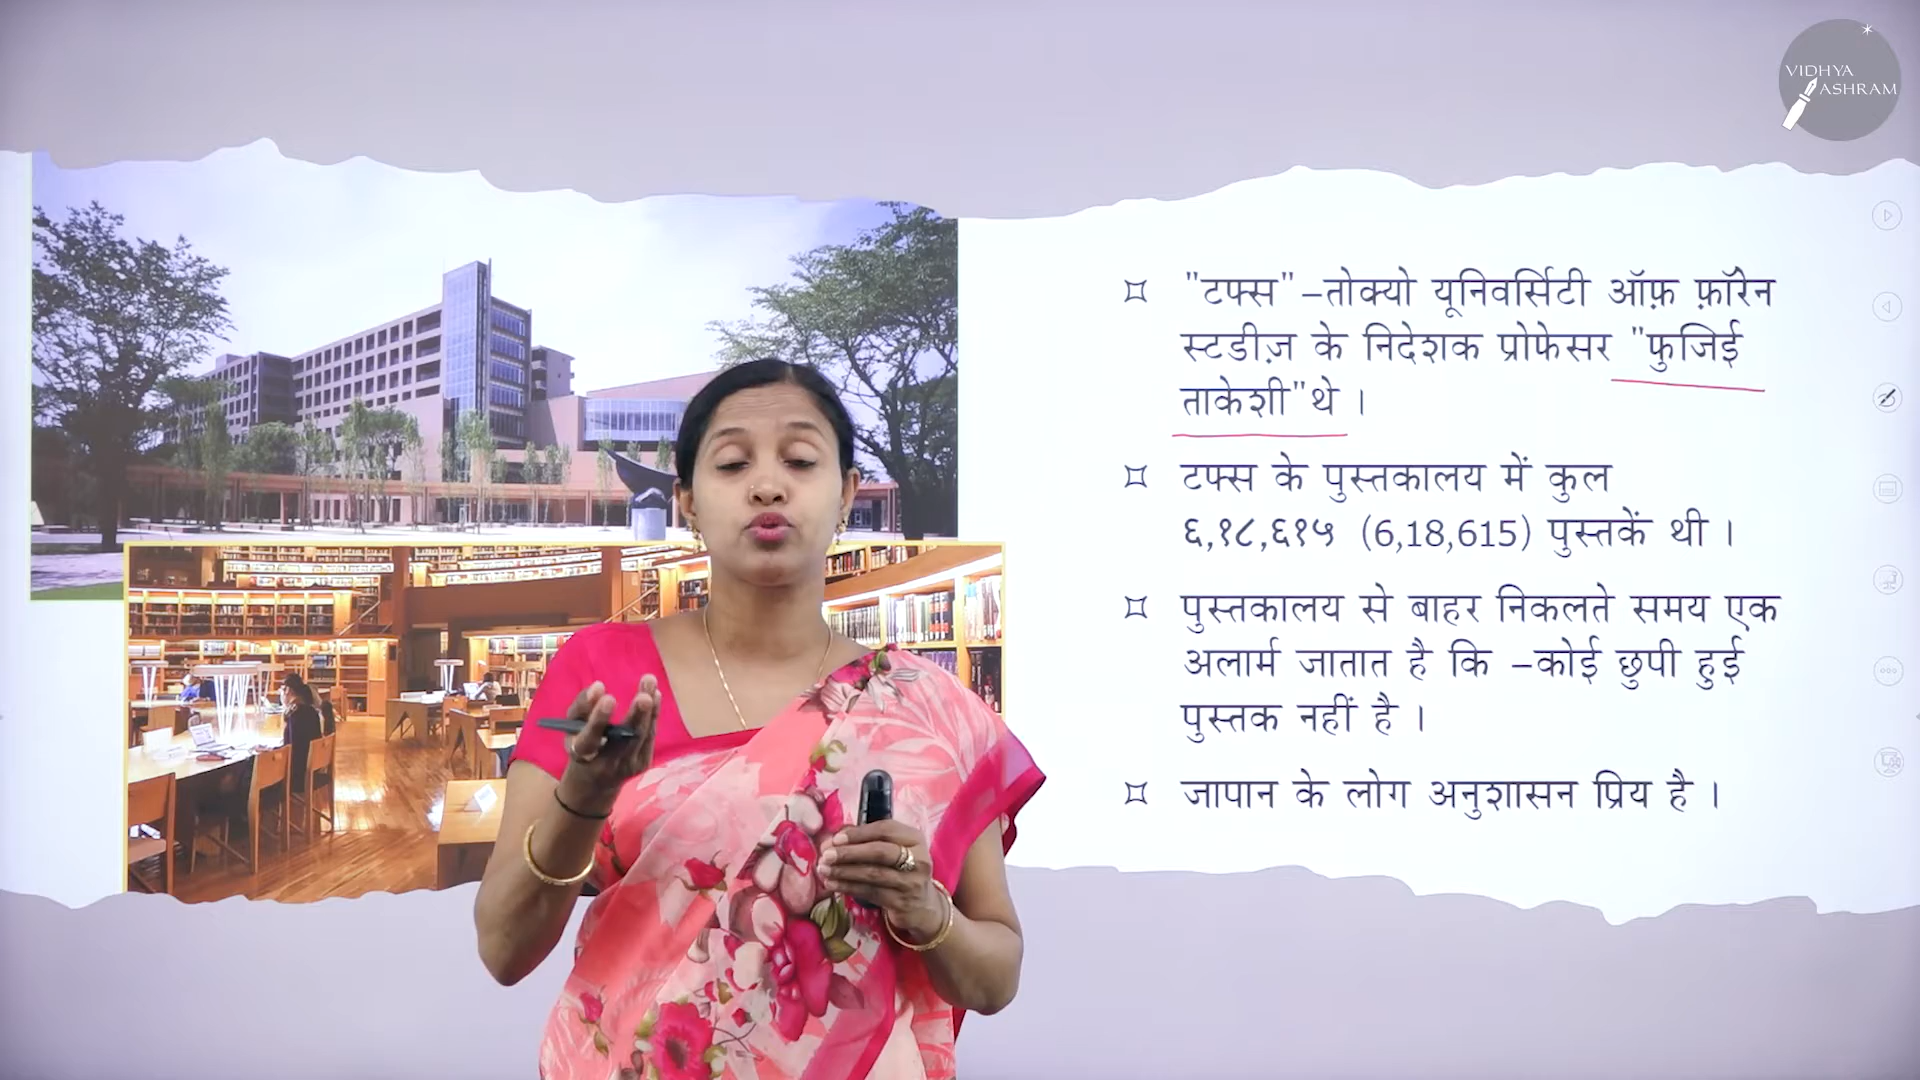 VIDHYA
ASHRAM
"टफ्स"–तोक्यो यूनिवर्सिटी ऑफ़ फ़ॉरेन
स्टडीज़ के निदेशक प्रोफेसर "फुजिई
ताकेशी"थे ।
टफ्स के पुस्तकालय में कुल
६,१८,६१५ (6,18,615) पुस्तकें थी ।
पुस्तकालय से बाहर निकलते समय एक
अलार्म जातात है कि –कोई छुपी हुई
पुस्तक नहीं है ।
जापान के लोग अनुशासन प्रिय है ।